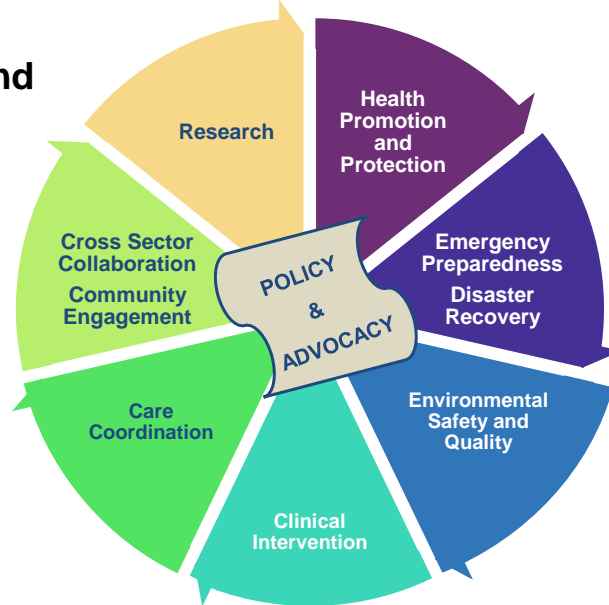 nd
Research
Health
Promotion
and
Protection
Emergency
Preparedness
Disaster
Recovery
Environmental
Safety and
Quality
Clinical
Intervention
Care
Coordination
Cross Sector
Collaboration
Community
Engagement
POLICY
&
ADVOCACY